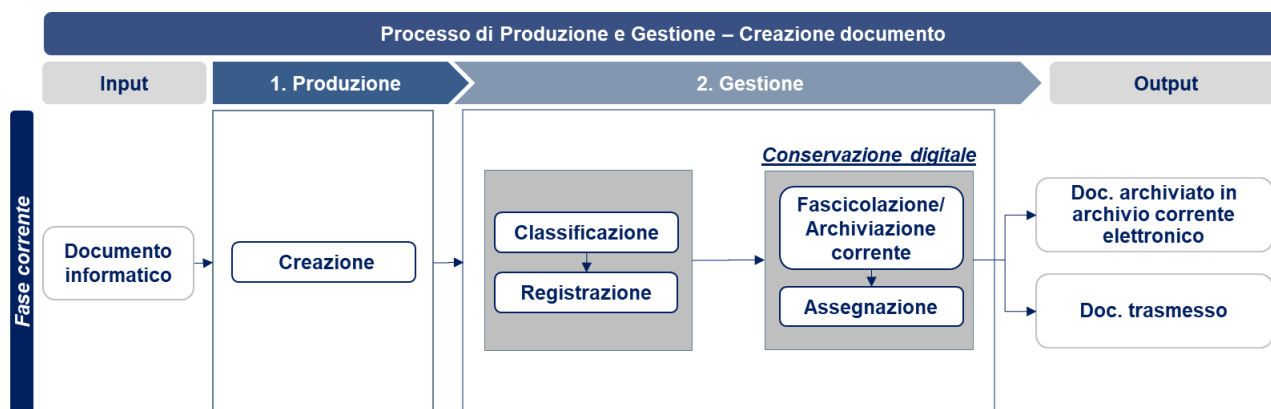 Processo di Produzione e Gestione – Creazione documento
Input
1. Produzione
2. Gestione
Output
Fase corrente
Documento
informatico
Creazione
Classificazione
Registrazione
Conservazione digitale
Fascicolazione/
Archiviazione
corrente
Assegnazione
Doc. archiviato in
archivio corrente
elettronico
Doc. trasmesso